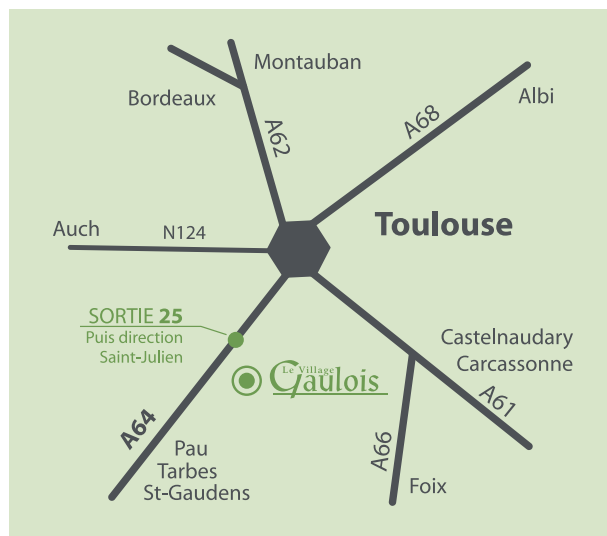 Montauban
Bordeaux
A62
A68
Albi
Auch
N124
Toulouse
SORTIE 25
Puis direction
Saint-Julien
Le Village
Gaulois
Castelnaudary
Carcassonne
A61
A64
Pau
Tarbes
St-Gaudens
A66
Foix